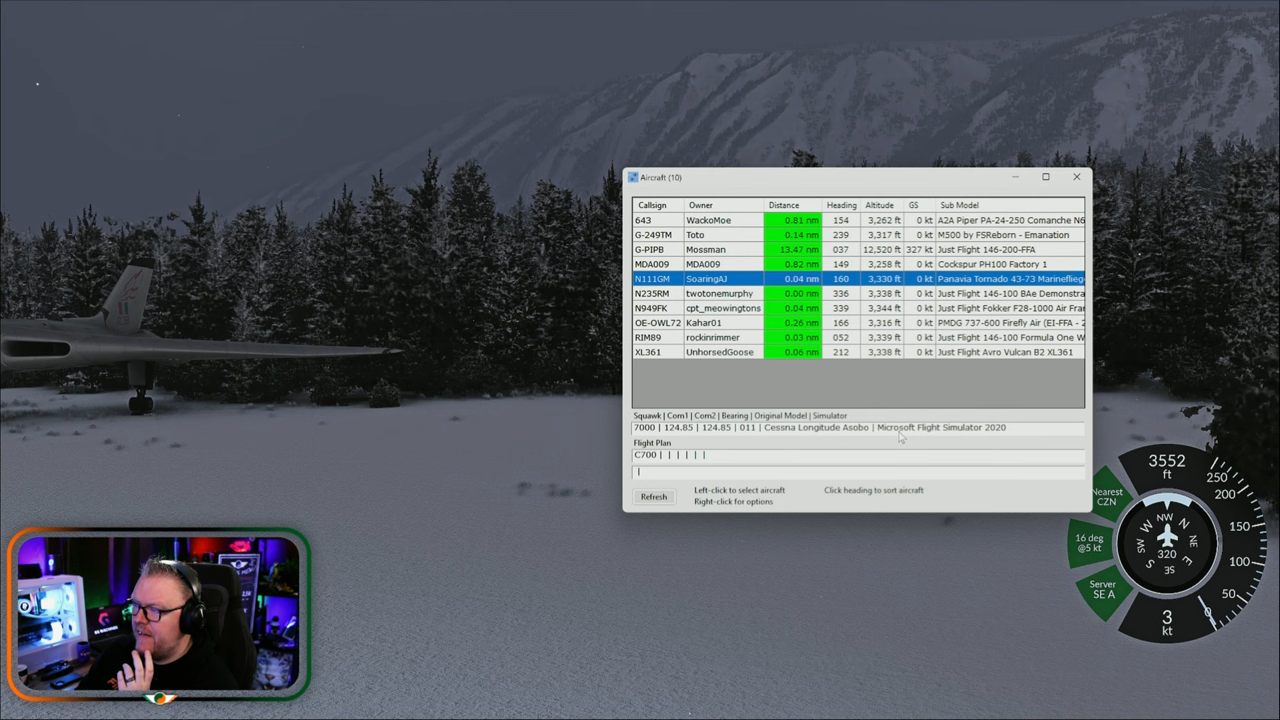 Aircraft (10)
Callsign Owner Distance Heading Altitude GS Sub Model
643 WackoMoe 0.81 nm 154 3,262 ft 0 kt A2A Piper PA-24-250 Comanche N6
G-249TM Toto 0.14 nm 239 3,317 ft 0 kt M500 by FSReborn - Emanation
G-PIPB Mossman 13.47 nm 037 12,520 ft 327 kt Just Flight 146-200-FFA
MDA009 MDA009 0.82 nm 149 3,258 ft 0 kt Cockspur PH100 Factory 1
N111GM SoaringAJ 0.04 nm 160 3,330 ft 0 kt Panavia Tornado 43-73 Marinefliege
N235RM twotonemurphy 0.00 nm 336 3,338 ft 0 kt Just Flight 146-100 BAe Demonstra
N949FK cpt_meowingtons 0.04 nm 339 3,344 ft 0 kt Just Flight Fokker F28-1000 Air Fran
OE-OWL72 Kahar01 0.26 nm 166 3,316 ft 0 kt PMDG 737-600 Firefly Air (EI-FFA - 2
RIM89 rockinrimmer 0.03 nm 052 3,339 ft 0 kt Just Flight 146-100 Formula One W
XL361 UnhorsedGoose 0.06 nm 212 3,338 ft 0 kt Just Flight Avro Vulcan B2 XL361
Squawk | Com1 | Com2 | Bearing | Original Model | Simulator
7000 | 124.85 | 124.85 | 011 | Cessna Longitude Asobo | Microsoft Flight Simulator 2020
Flight Plan
C700 | | | | | |
|
Refresh
Left-click to select aircraft
Right-click for options
Click heading to sort aircraft
3552
ft
250
200
150
100
50
Nearest
CZN
16 deg
@5 kt
Server
SE A
W NW N NE E SE S SW
320
3
kt